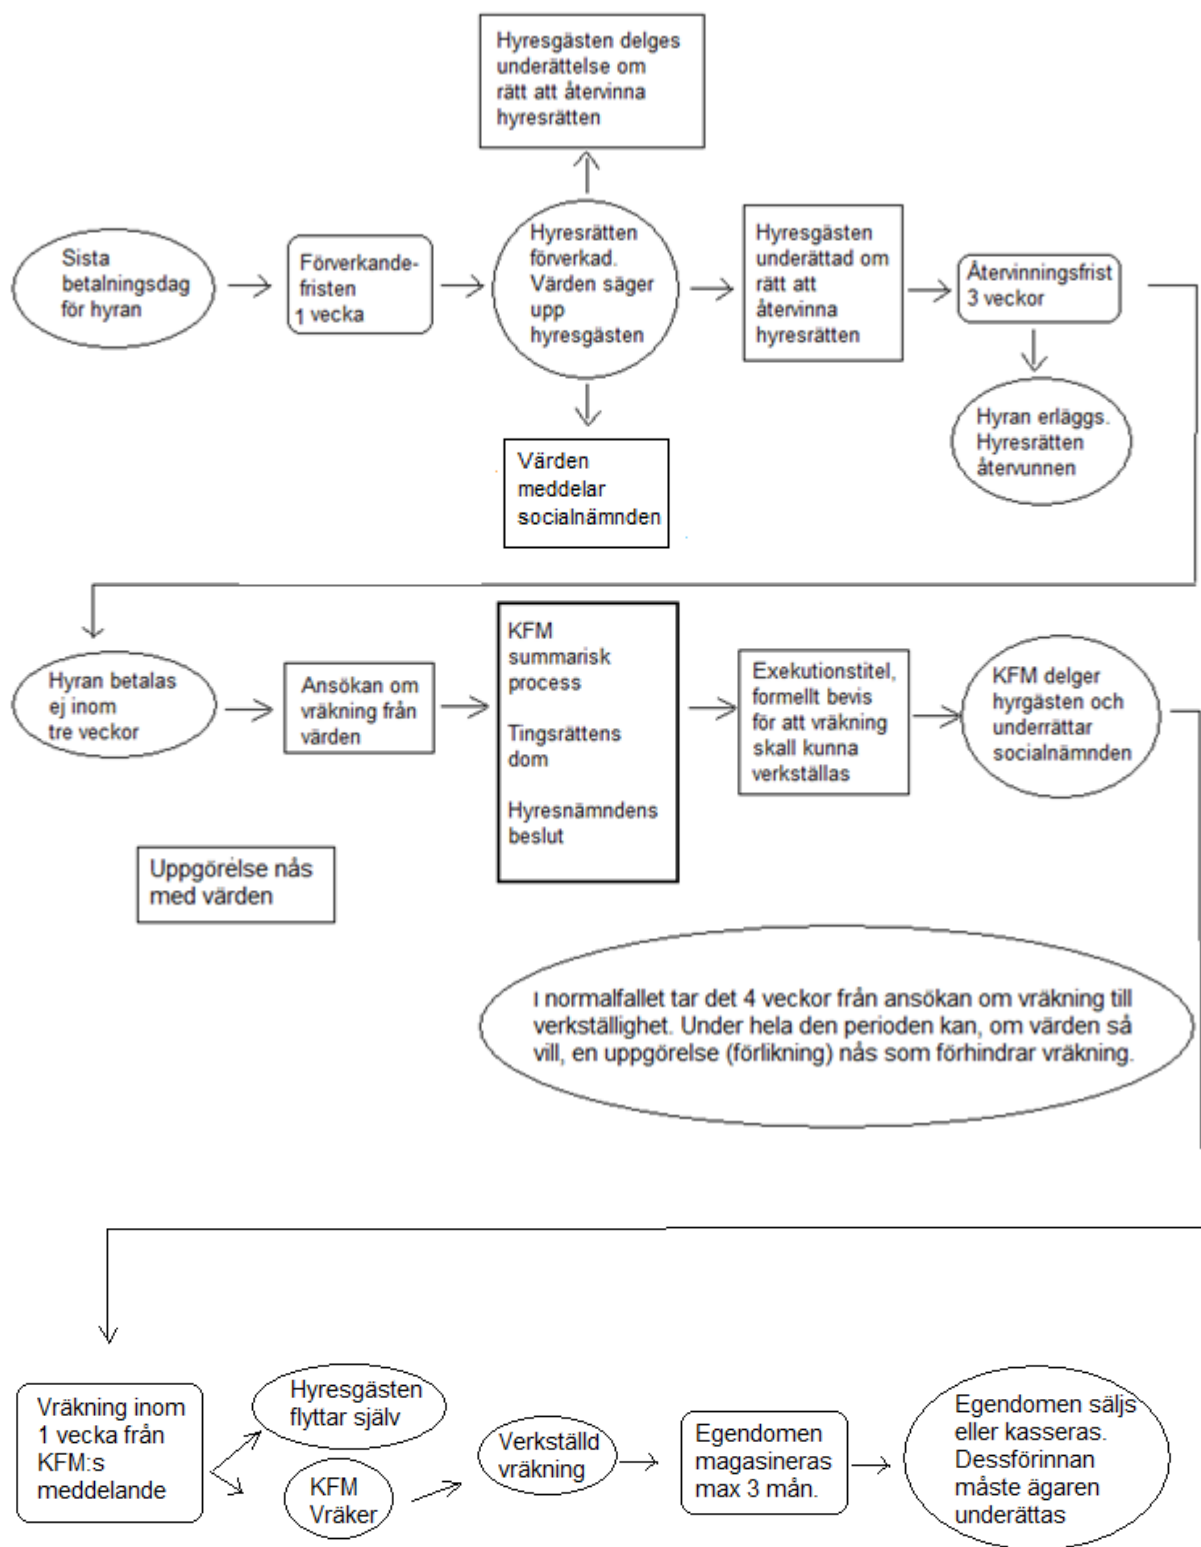 Hyresgästen delges
underättelse om
rätt att återvinna
hyresrätten
Sista
betalningsdag
för hyran
Förverkande-
fristen
1 vecka
Hyresrätten
förverkad.
Värden säger
upp
hyresgästen
Hyresgästen
underättad om
rätt att
återvinna
hyresrätten
Återvinningsfrist
3 veckor
Hyran erläggs.
Hyresrätten
återvunnen
Värden
meddelar
socialnämnden
Hyran betalas
ej inom
tre veckor
Ansökan om
vräkning från
värden
KFM
summarisk
process
Tingsrättens
dom
Hyresnämndens
beslut
Exekutionstitel,
formellt bevis
för att vräkning
skall kunna
verkställas
KFM delger
hyrgästen och
underrättar
socialnämnden
Uppgörelse nås
med värden
I normalfallet tar det 4 veckor från ansökan om vräkning till
verkställighet. Under hela den perioden kan, om värden så
vill, en uppgörelse (förlikning) nås som förhindrar vräkning.
Vräkning inom
1 vecka från
KFM:s
meddelande
Hyresgästen
flyttar själv
KFM
Vräker
Verkställd
vräkning
Egendomen
magasineras
max 3 mån.
Egendomen säljs
eller kasseras.
Dessförinnan
måste ägaren
underättas